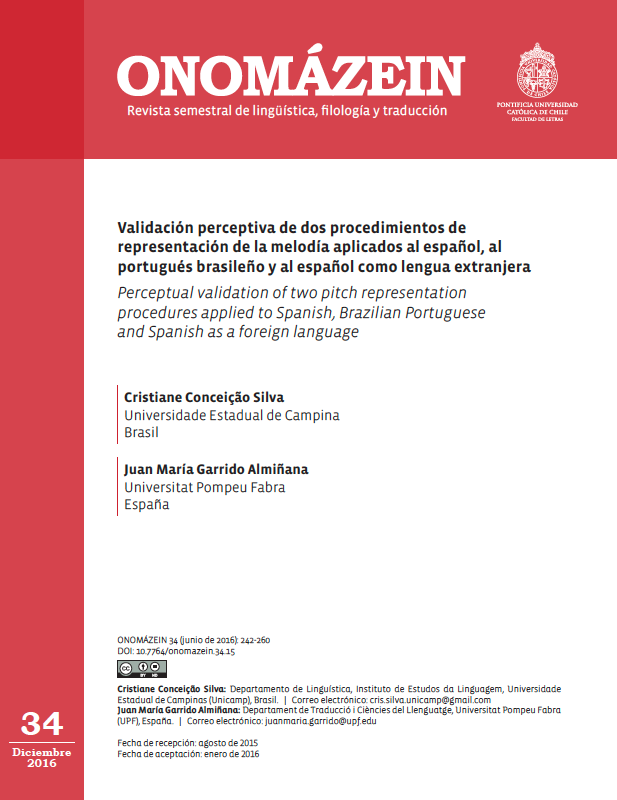 ONOMÁZEIN
Revista semestral de lingüística, filología y traducción
PONTIFICIA UNIVERSIDAD
CATÓLICA DE CHILE
FACULTAD DE LETRAS
Validación perceptiva de dos procedimientos de
representación de la melodía aplicados al español, al
portugués brasileño y al español como lengua extranjera
Perceptual validation of two pitch representation
procedures applied to Spanish, Brazilian Portuguese
and Spanish as a foreign language
Cristiane Conceição Silva
Universidade Estadual de Campina
Brasil
Juan María Garrido Almiñana
Universitat Pompeu Fabra
España
ONOMÁZEIN 34 (junio de 2016): 242-260
DOI: 10.7764/onomazein.34.15
CC BY ND
Cristiane Conceição Silva: Departamento de Linguística, Instituto de Estudos da Linguagem, Universidade
Estadual de Campinas (Unicamp), Brasil. | Correo electrónico: cris.silva.unicamp@gmail.com
Juan María Garrido Almiñana: Departament de Traducció i Ciències del Llenguatge, Universitat Pompeu Fabra
(UPF), España. | Correo electrónico: juanmaria.garrido@upf.edu
Fecha de recepción: agosto de 2015
Fecha de aceptación: enero de 2016
34
Diciembre
2016